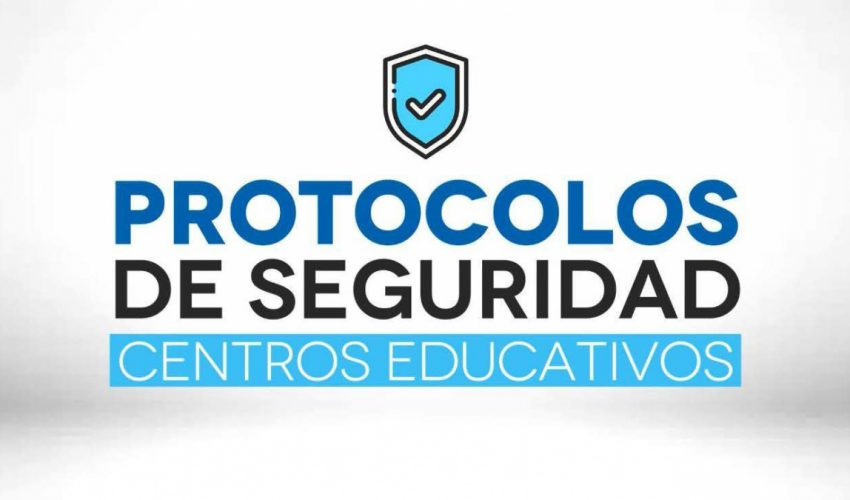 PROTOCOLOS
DE SEGURIDAD
CENTROS EDUCATIVOS